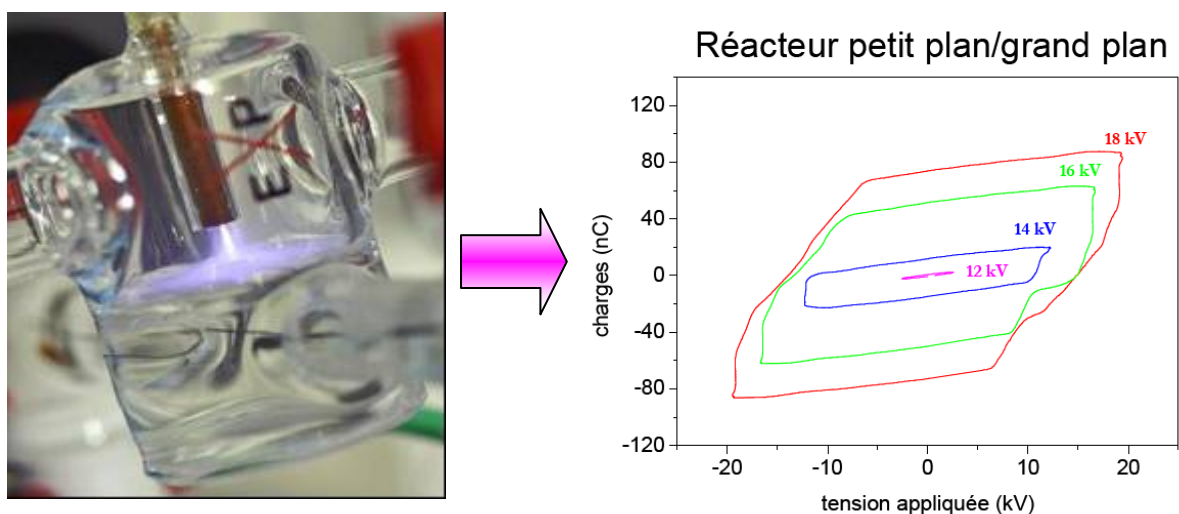 E P
Réacteur petit plan/grand plan
120
80
40
0
-40
-80
-120
charges (nC)
18 kV
16 kV
14 kV
12 kV
-20 -10 0 10 20
tension appliquée (kV)